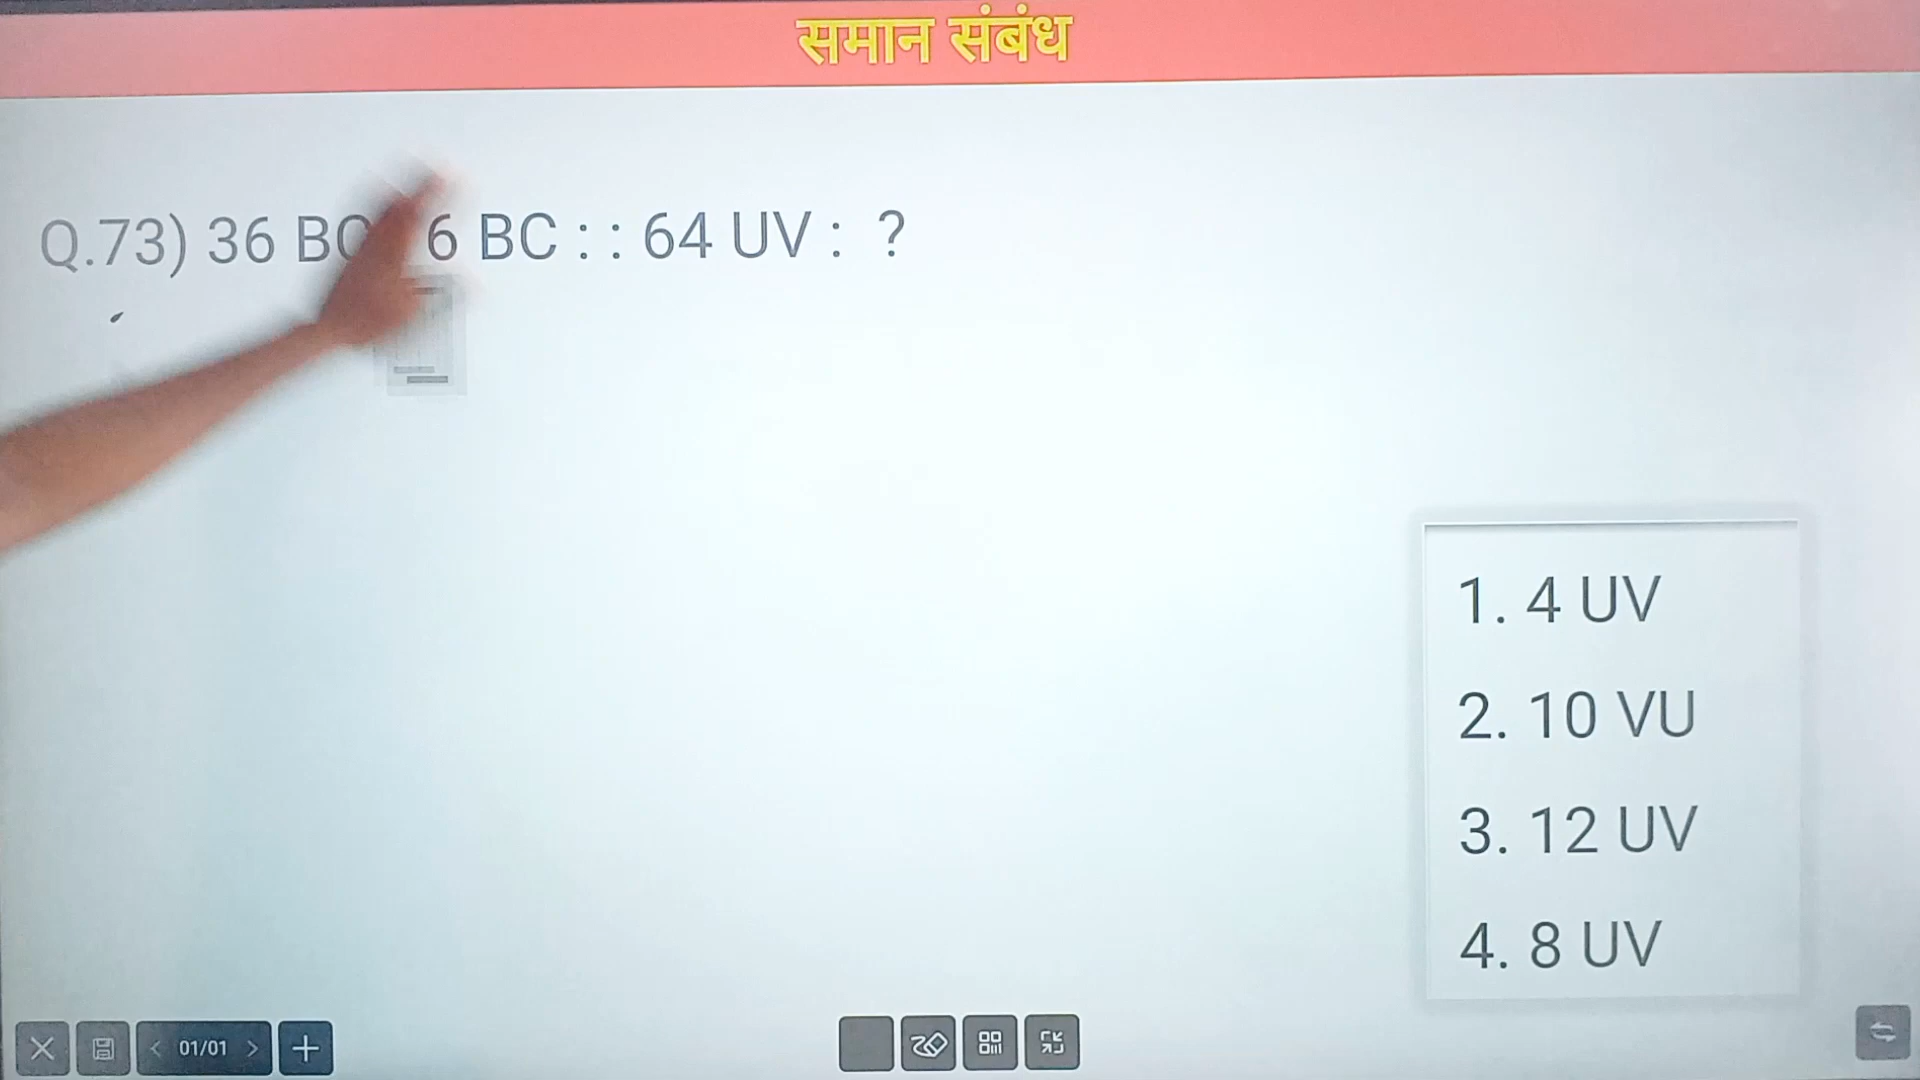 समान संबंध
Q.73) 36 BC 6 BC : : 64 UV : ?
1. 4 UV
2. 10 VU
3. 12 UV
4. 8 UV
01/01